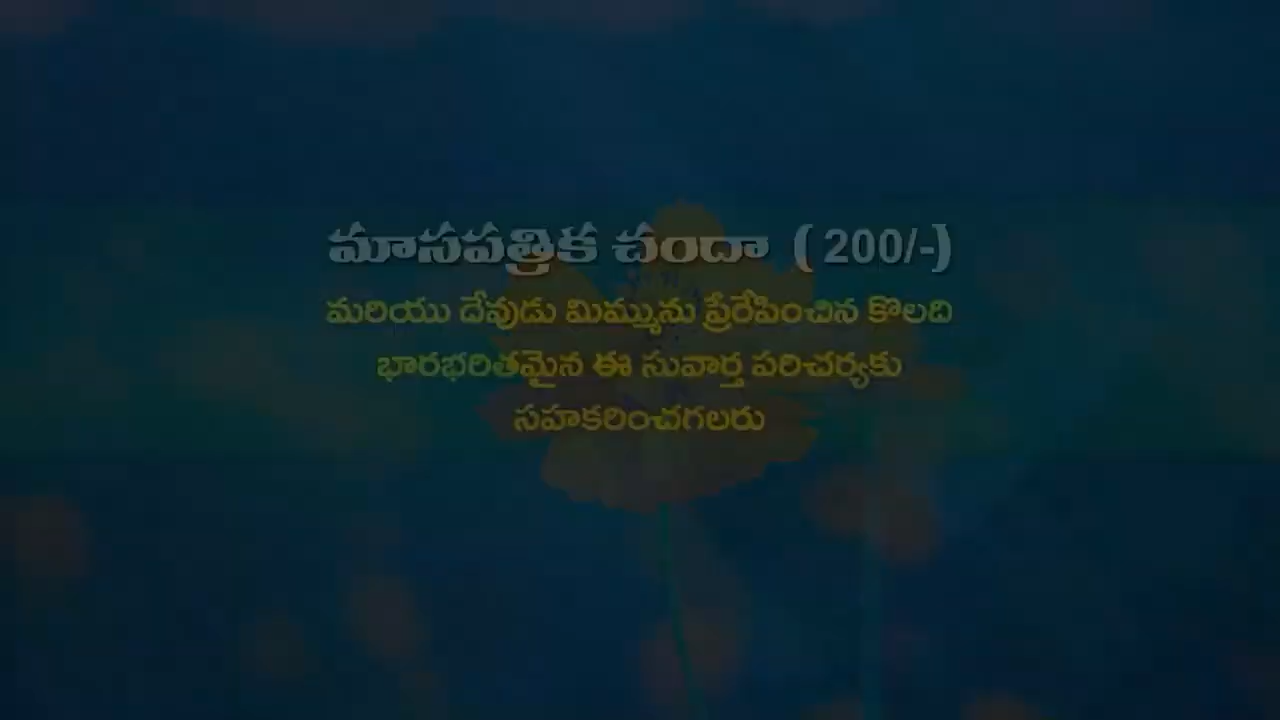 మాసపత్రిక చందా ( 200/-)
మరియు దేవుడు మిమ్మును ప్రేరేపించిన కొలది
భారభరితమైన ఈ సువార్త పరిచర్యకు
సహకరించగలరు